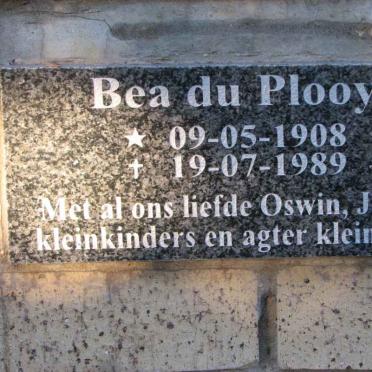 Bea du Plooy
★ 09-05-1908
✝ 19-07-1989
Met al ons liefde Oswin, J
kleinkinders en agter klein